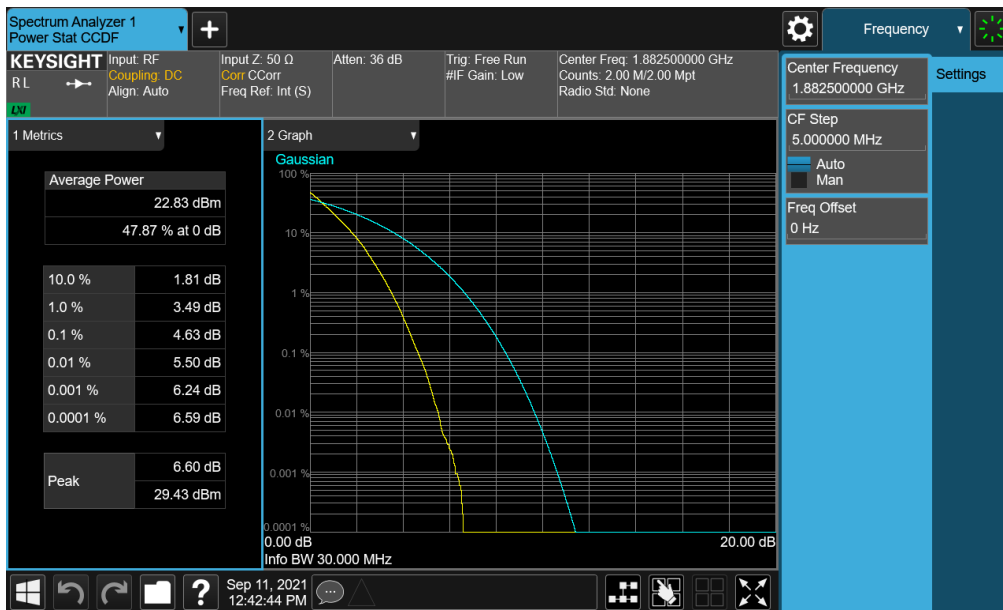 Spectrum Analyzer 1
Power Stat CCDF
Frequency
KEYSIGHT
R L
LXI
Input: RF
Coupling: DC
Align: Auto
Input Z: 50 Ω
Corr CCorr
Freq Ref: Int (S)
Atten: 36 dB
Trig: Free Run
#IF Gain: Low
Center Freq: 1.882500000 GHz
Counts: 2.00 M/2.00 Mpt
Radio Std: None
Center Frequency
1.882500000 GHz
Settings
CF Step
5.000000 MHz
Auto
Man
Freq Offset
0 Hz
1 Metrics
Average Power
22.83 dBm
47.87 % at 0 dB
10.0 % 1.81 dB
1.0 % 3.49 dB
0.1 % 4.63 dB
0.01 % 5.50 dB
0.001 % 6.24 dB
0.0001 % 6.59 dB
Peak
6.60 dB
29.43 dBm
2 Graph
Gaussian
100 %
10 %
1 %
0.1 %
0.01 %
0.001 %
0.0001 %
0.00 dB 20.00 dB
Info BW 30.000 MHz
?
Sep 11, 2021
12:42:44 PM